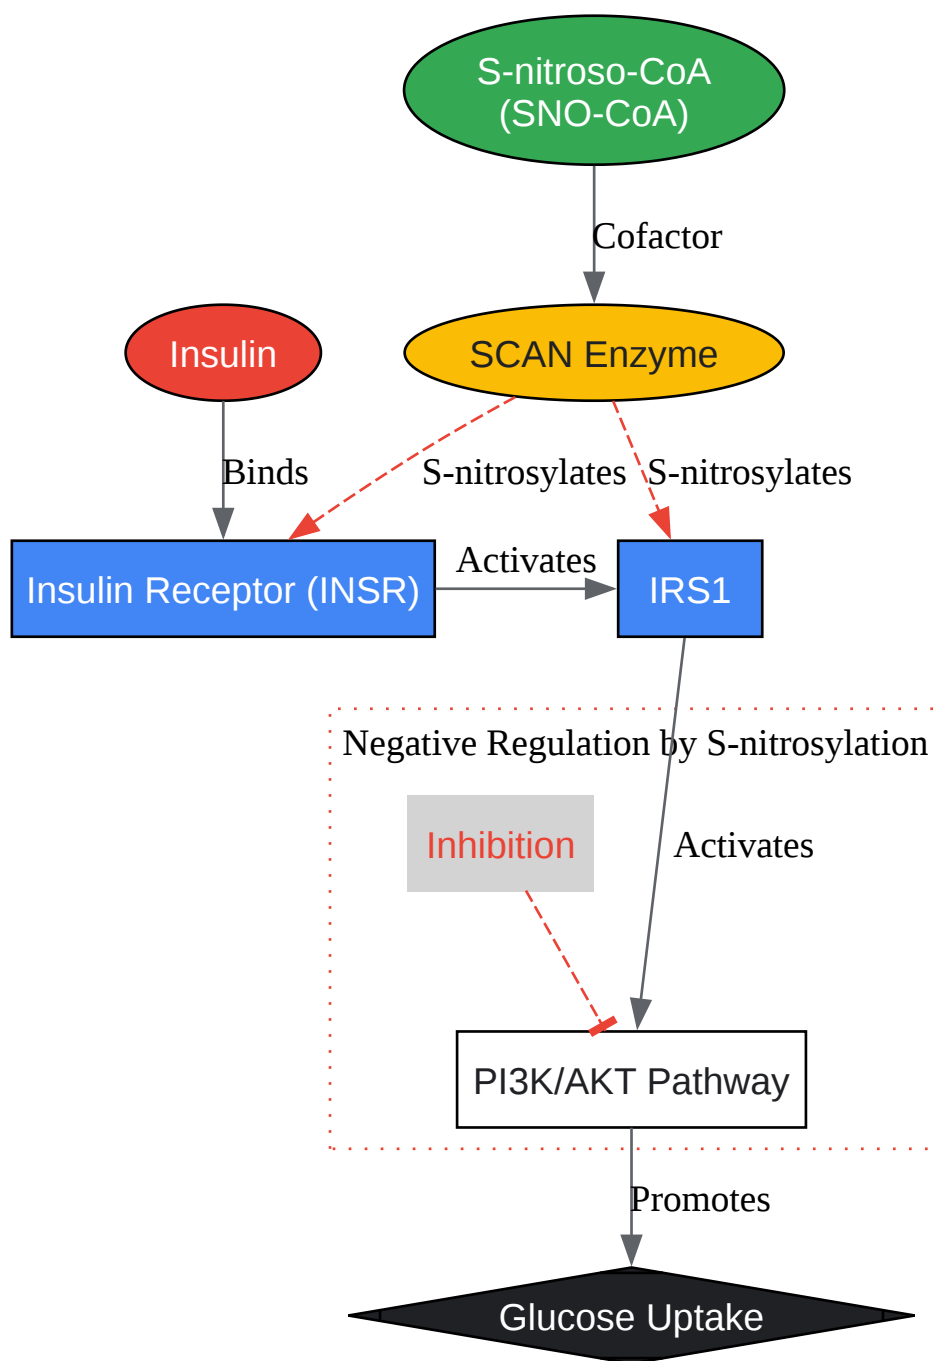 S-nitroso-CoA
(SNO-CoA)
Cofactor
Insulin
SCAN Enzyme
Binds
S-nitrosylates
S-nitrosylates
Insulin Receptor (INSR)
Activates
IRS1
Negative Regulation by S-nitrosylation
Inhibition
Activates
PI3K/AKT Pathway
Promotes
Glucose Uptake